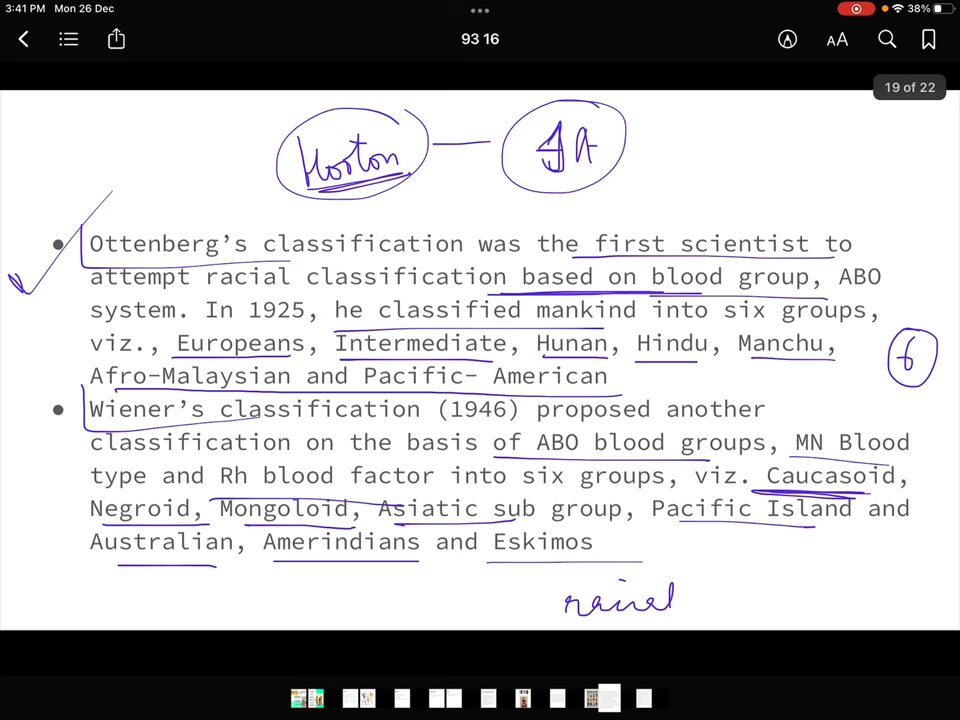 3:41 PM Mon 26 Dec
38%
93 16
AA
19 of 22
Hooton — JA
● Ottenberg’s classification was the first scientist to
attempt racial classification based on blood group, ABO
system. In 1925, he classified mankind into six groups,
viz., Europeans, Intermediate, Hunan, Hindu, Manchu,
Afro-Malaysian and Pacific- American
6
● Wiener’s classification (1946) proposed another
classification on the basis of ABO blood groups, MN Blood
type and Rh blood factor into six groups, viz. Caucasoid,
Negroid, Mongoloid, Asiatic sub group, Pacific Island and
Australian, Amerindians and Eskimos
racial